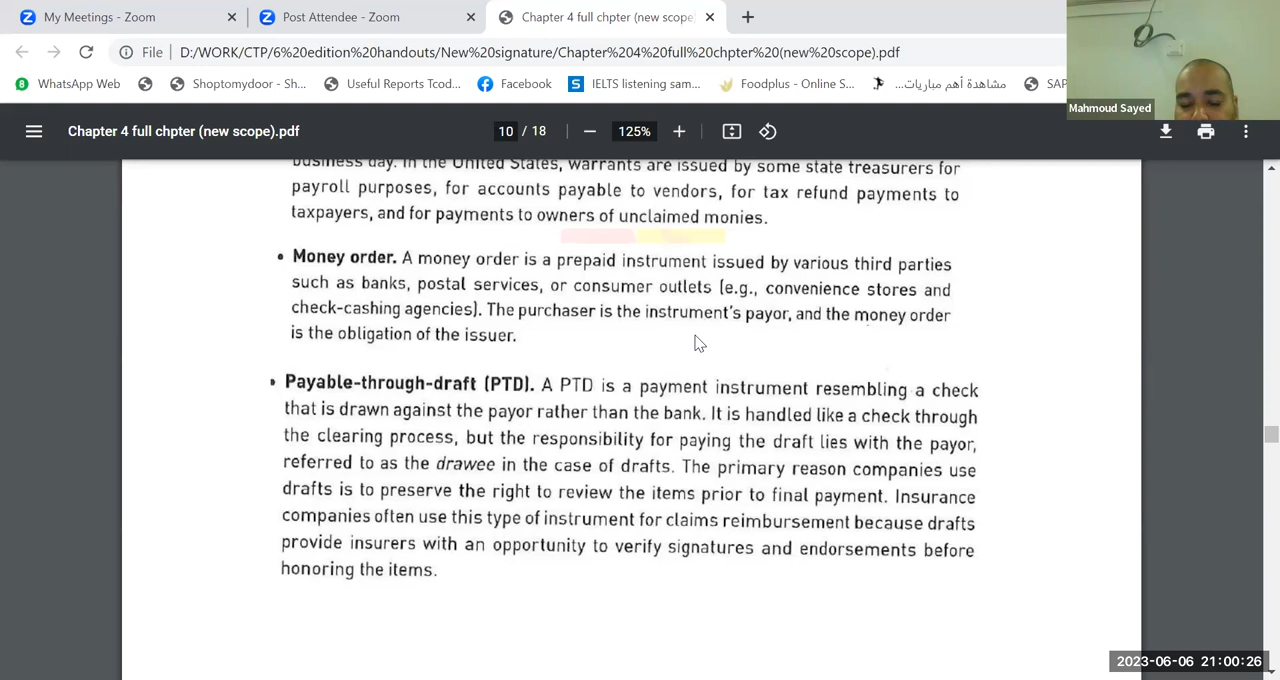 My Meetings - Zoom
Post Attendee - Zoom
Chapter 4 full chpter (new scope)
File
D:/WORK/CTP/6%20edition%20handouts/New%20signature/Chapter%204%20full%20chpter%20(new%20scope).pdf
WhatsApp Web
Shoptomydoor - Sh...
Useful Reports Tcod...
Facebook
IELTS listening sam...
Foodplus - Online S...
مشاهدة أهم مباريات...
SAP
Mahmoud Sayed
Chapter 4 full chpter (new scope).pdf
10 / 18
125%
business day. In the United States, warrants are issued by some state treasurers for
payroll purposes, for accounts payable to vendors, for tax refund payments to
taxpayers, and for payments to owners of unclaimed monies.
• Money order. A money order is a prepaid instrument issued by various third parties
such as banks, postal services, or consumer outlets (e.g., convenience stores and
check-cashing agencies). The purchaser is the instrument's payor, and the money order
is the obligation of the issuer.
• Payable-through-draft (PTD). A PTD is a payment instrument resembling a check
that is drawn against the payor rather than the bank. It is handled like a check through
the clearing process, but the responsibility for paying the draft lies with the payor,
referred to as the drawee in the case of drafts. The primary reason companies use
drafts is to preserve the right to review the items prior to final payment. Insurance
companies often use this type of instrument for claims reimbursement because drafts
provide insurers with an opportunity to verify signatures and endorsements before
honoring the items.
2023-06-06 21:00:26